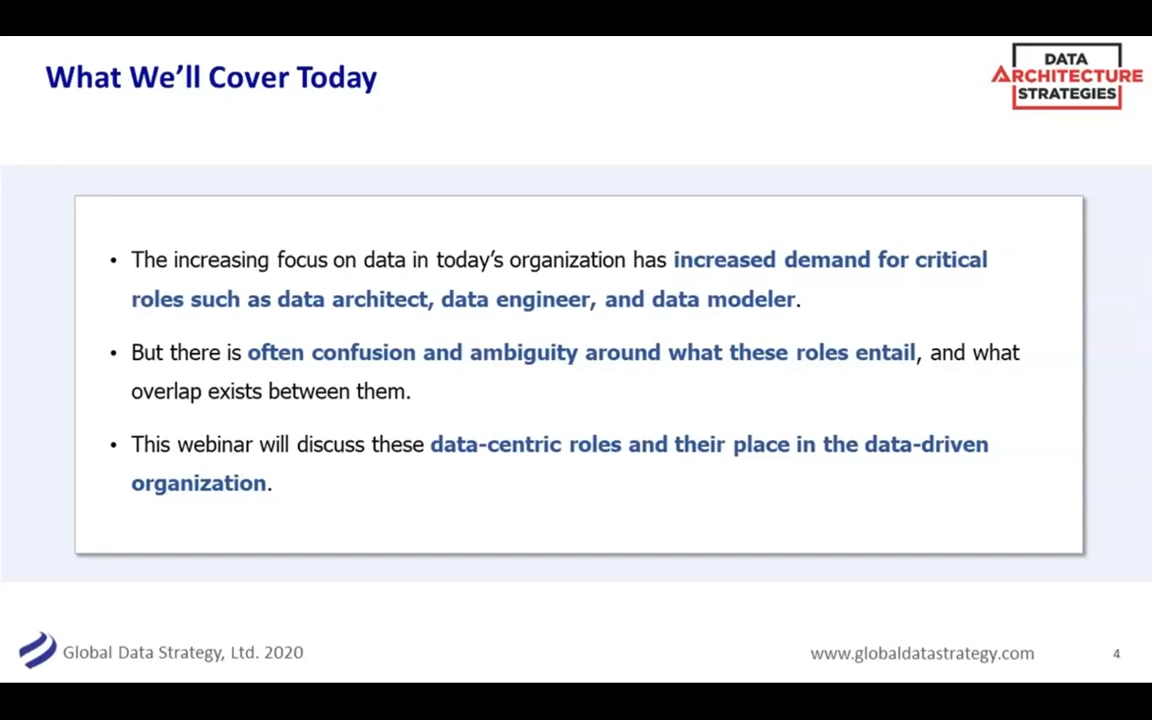 What We’ll Cover Today
DATA
ARCHITECTURE
STRATEGIES
• The increasing focus on data in today’s organization has increased demand for critical
roles such as data architect, data engineer, and data modeler.
• But there is often confusion and ambiguity around what these roles entail, and what
overlap exists between them.
• This webinar will discuss these data-centric roles and their place in the data-driven
organization.
Global Data Strategy, Ltd. 2020
www.globaldatastrategy.com
4